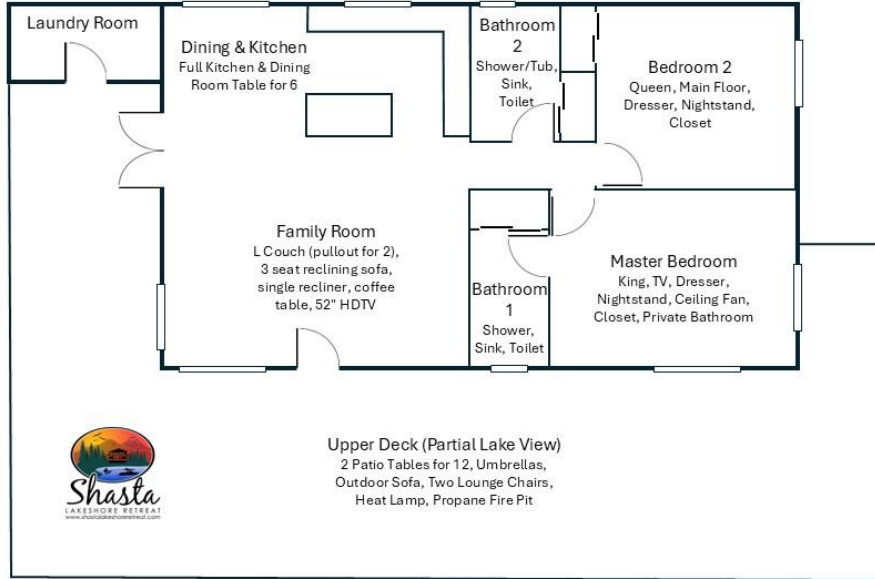 Laundry Room
Dining & Kitchen
Full Kitchen & Dining
Room Table for 6
Bathroom
2
Shower/Tub,
Sink,
Toilet
Bedroom 2
Queen, Main Floor,
Dresser, Nightstand,
Closet
Family Room
L Couch (pullout for 2),
3 seat reclining sofa,
single recliner, coffee
table, 52" HDTV
Bathroom
1
Shower,
Sink, Toilet
Master Bedroom
King, TV, Dresser,
Nightstand, Ceiling Fan,
Closet, Private Bathroom
Shasta
LAKESHORE RETREAT
www.shastalakeshoreretreat.com
Upper Deck (Partial Lake View)
2 Patio Tables for 12, Umbrellas,
Outdoor Sofa, Two Lounge Chairs,
Heat Lamp, Propane Fire Pit